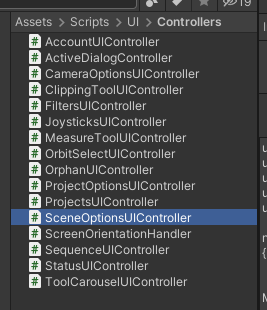 19
Assets > Scripts > UI > Controllers
AccountUIController
ActiveDialogController
CameraOptionsUIController
ClippingToolUIController
FiltersUIController
JoysticksUIController
MeasureToolUIController
OrbitSelectUIController
OrphanUIController
ProjectOptionsUIController
ProjectsUIController
SceneOptionsUIController
ScreenOrientationHandler
SequenceUIController
StatusUIController
ToolCarouselUIController